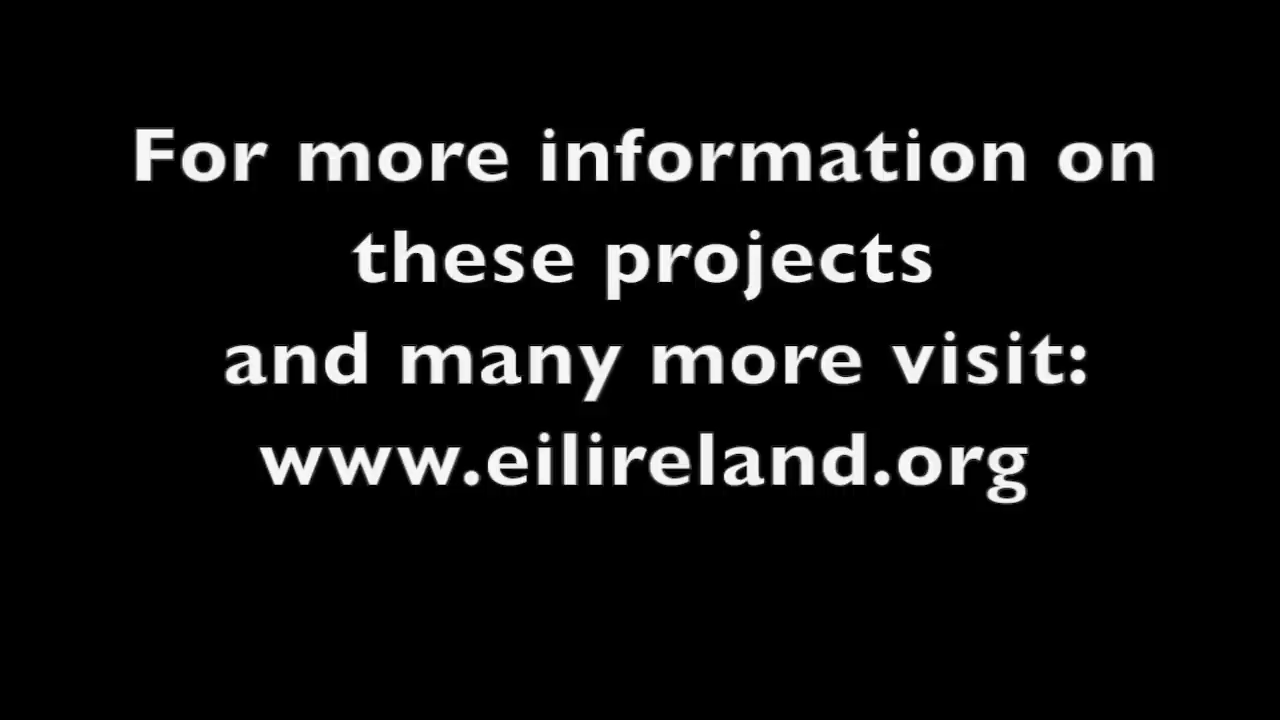 For more information on
these projects
and many more visit:
www.eilireland.org